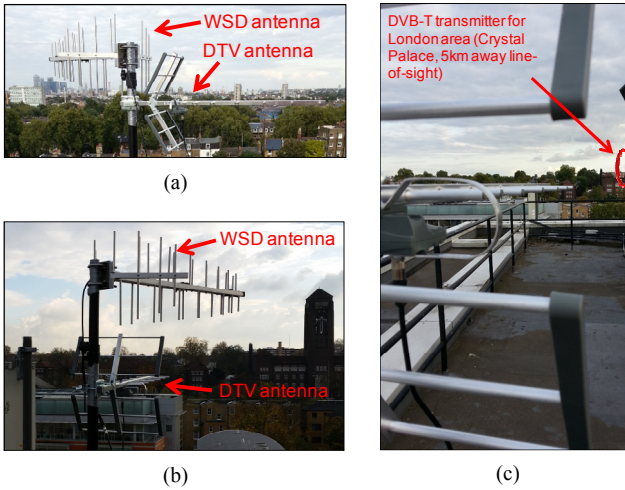 WSD antenna
DTV antenna
(a)
WSD antenna
DTV antenna
(b)
DVB-T transmitter for
London area (Crystal
Palace, 5km away line-
of-sight)
(c)